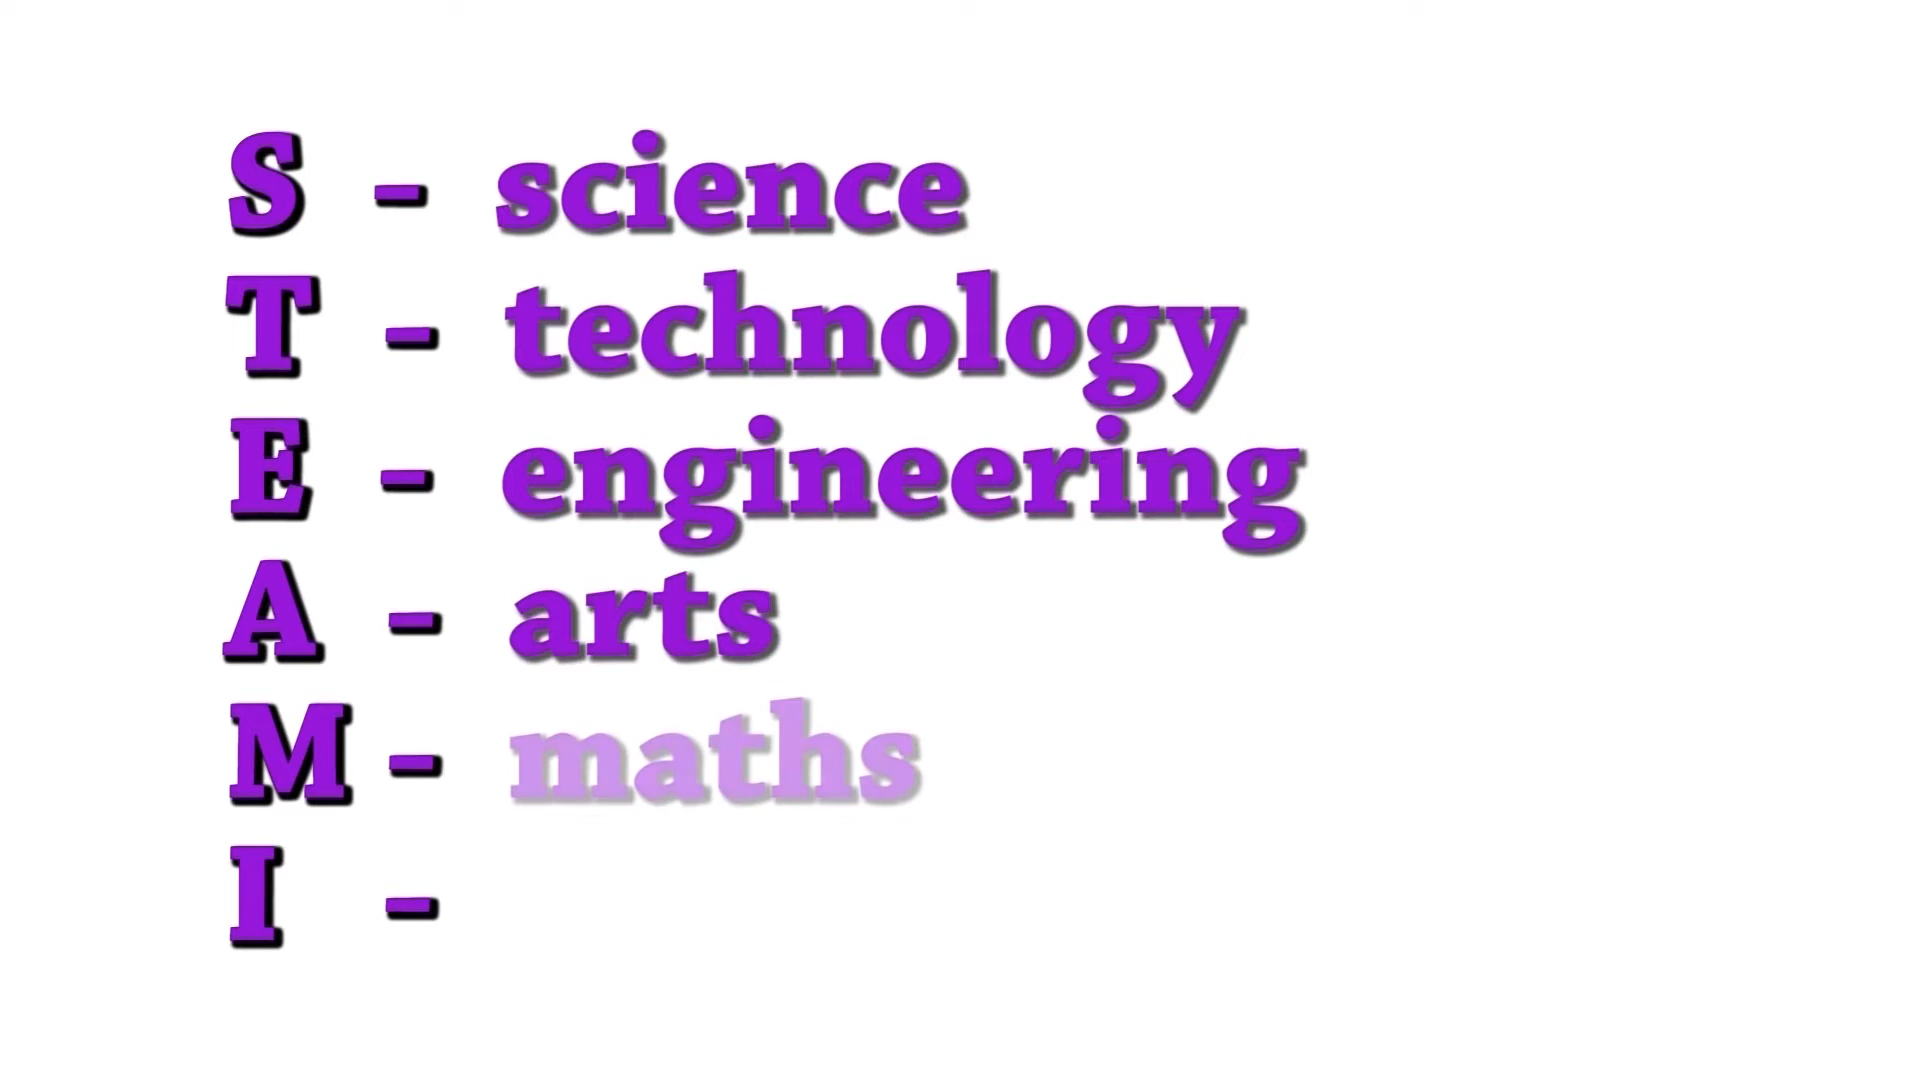 S - science
T - technology
E - engineering
A - arts
M - maths
I -